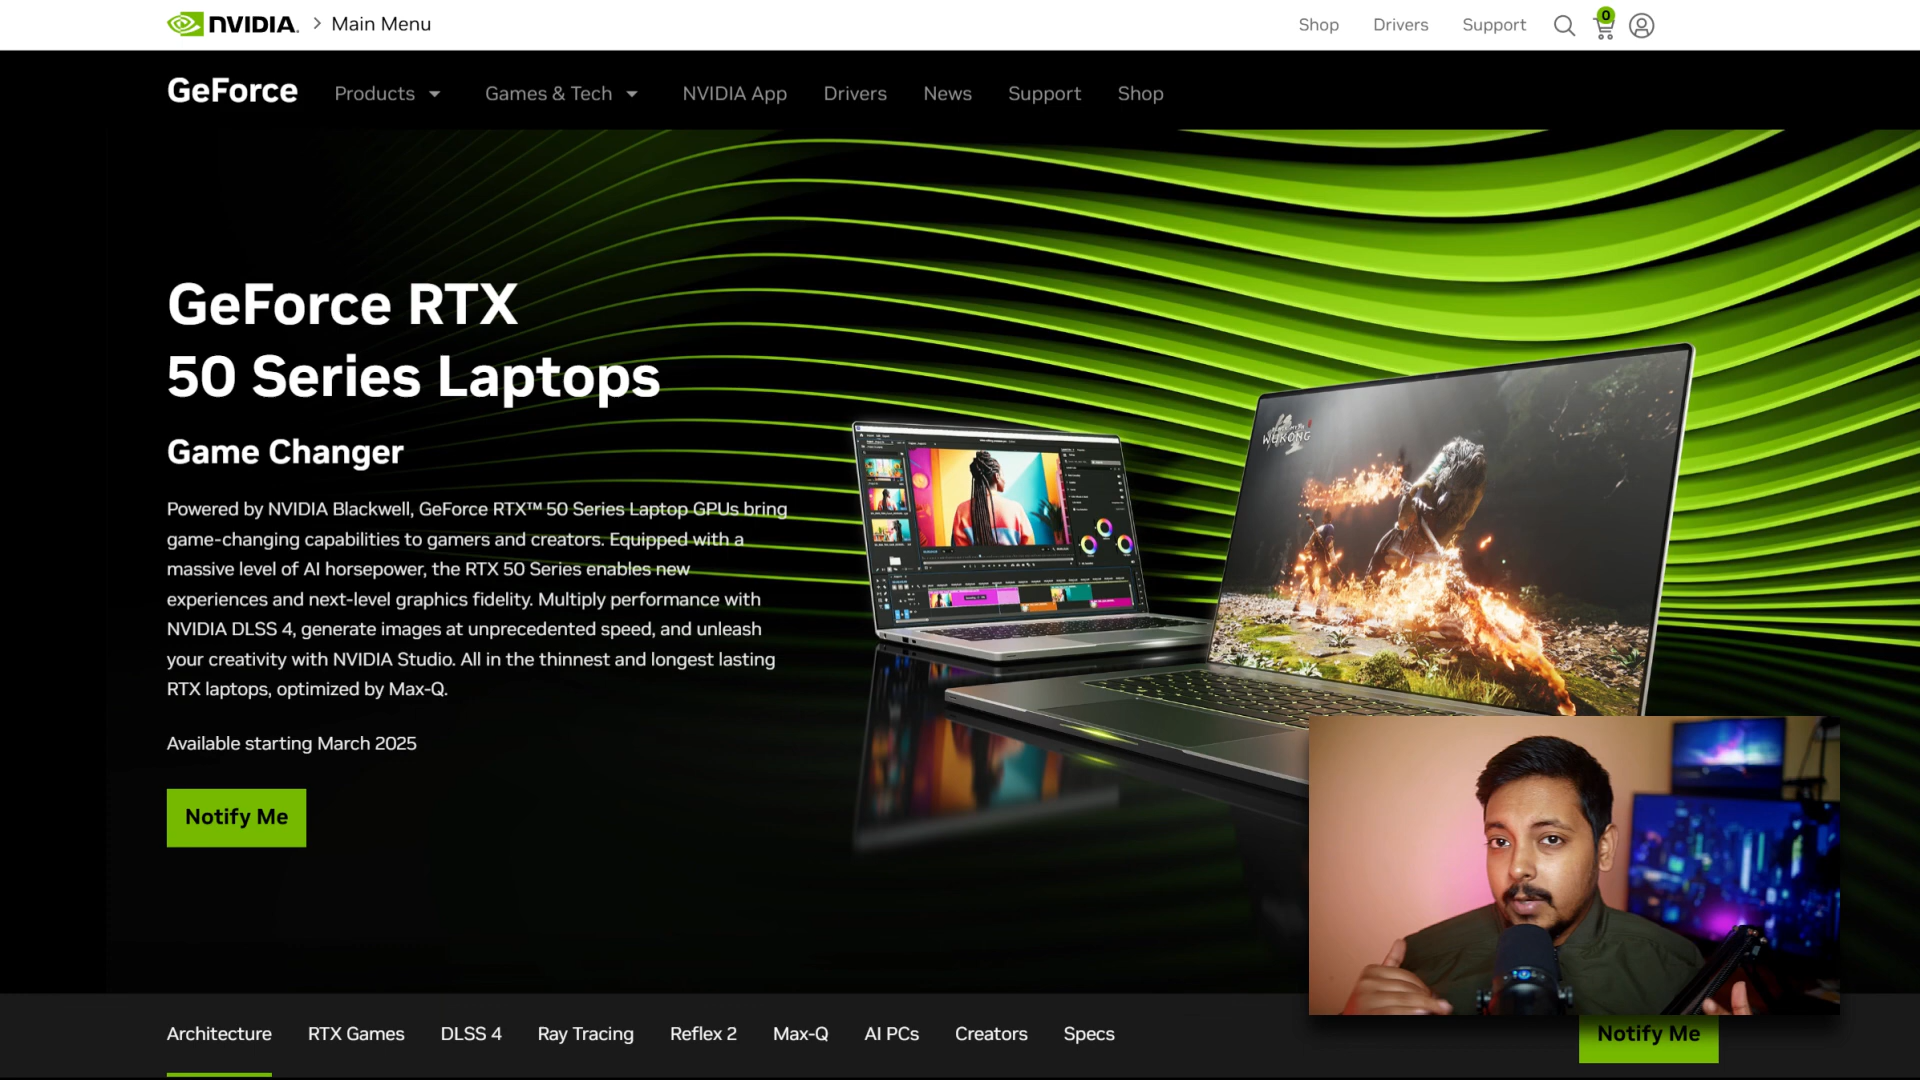 NVIDIA. > Main Menu
Shop Drivers Support 0
GeForce Products Games & Tech NVIDIA App Drivers News Support Shop
GeForce RTX
50 Series Laptops
Game Changer
Powered by NVIDIA Blackwell, GeForce RTX™ 50 Series Laptop GPUs bring
game-changing capabilities to gamers and creators. Equipped with a
massive level of AI horsepower, the RTX 50 Series enables new
experiences and next-level graphics fidelity. Multiply performance with
NVIDIA DLSS 4, generate images at unprecedented speed, and unleash
your creativity with NVIDIA Studio. All in the thinnest and longest lasting
RTX laptops, optimized by Max-Q.
Available starting March 2025
Notify Me
WUKONG
Architecture RTX Games DLSS 4 Ray Tracing Reflex 2 Max-Q AI PCs Creators Specs
Notify Me